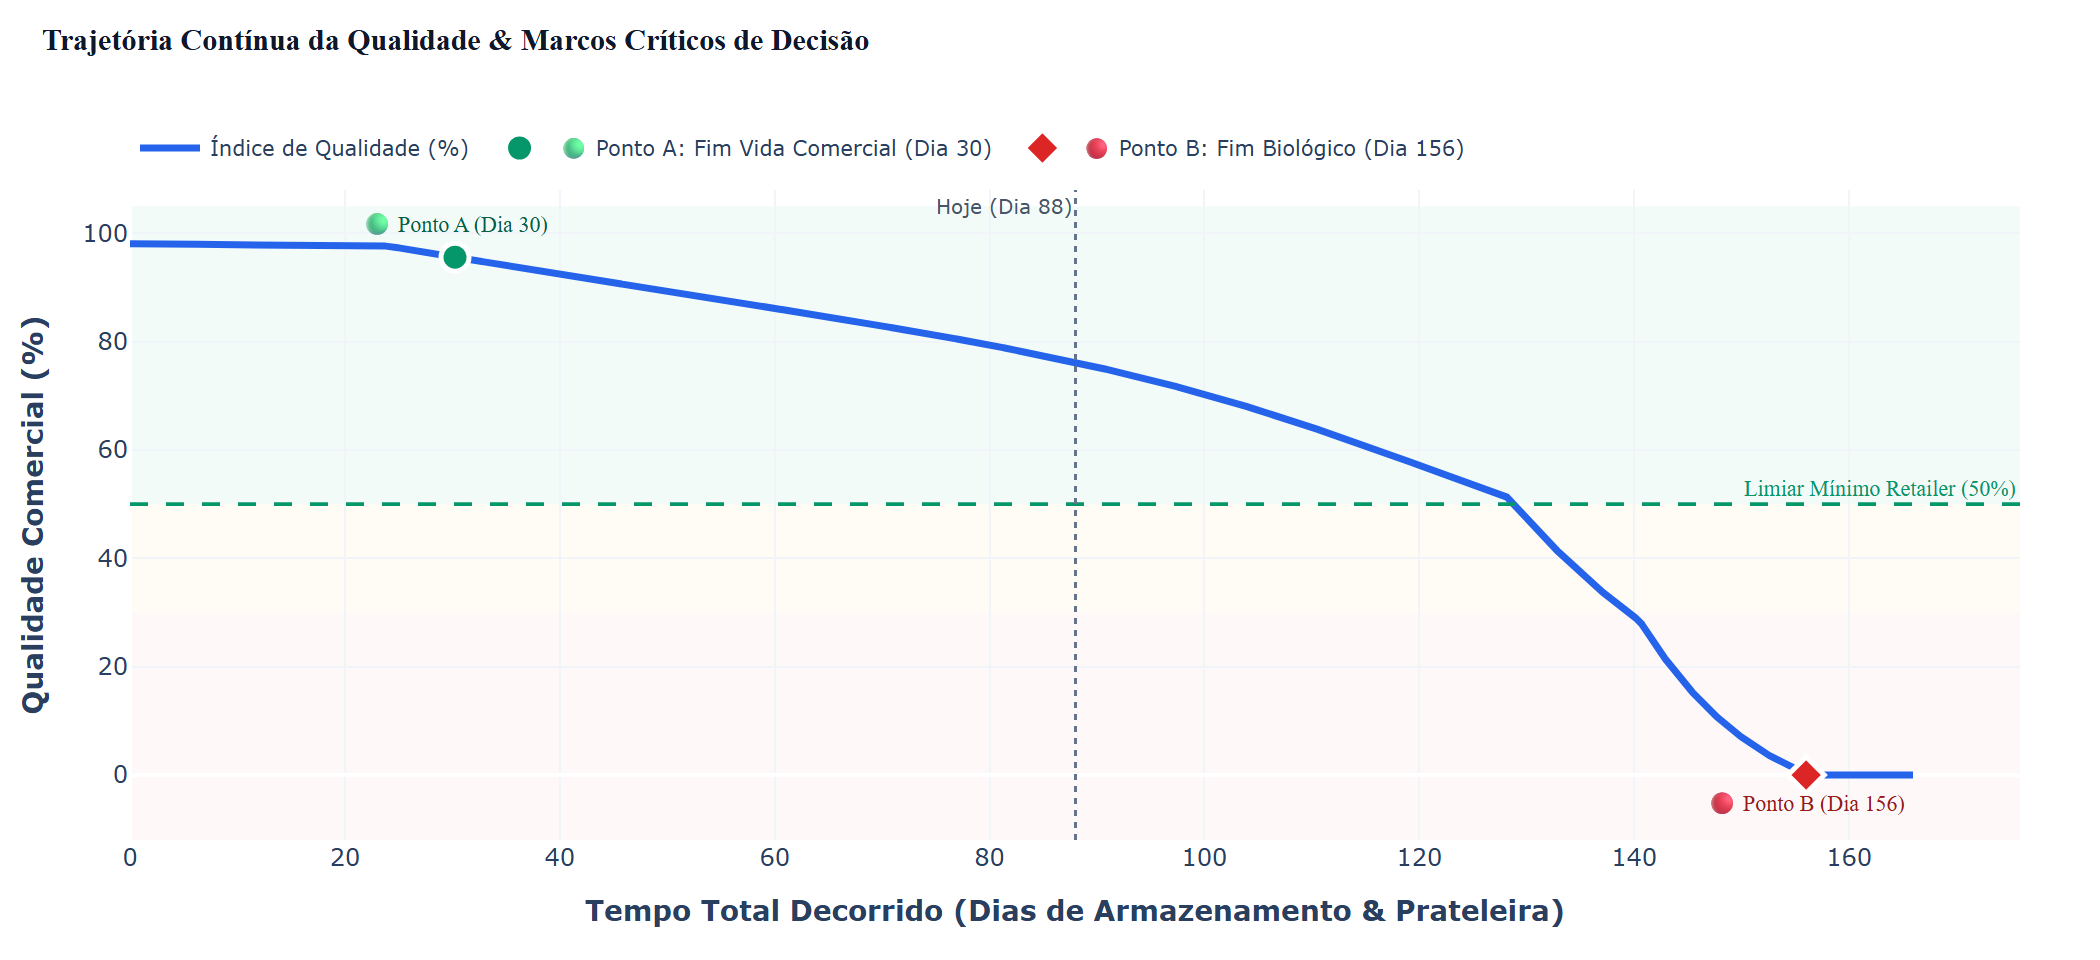 Trajetória Contínua da Qualidade & Marcos Críticos de Decisão
Índice de Qualidade (%)
Ponto A: Fim Vida Comercial (Dia 30)
Ponto B: Fim Biológico (Dia 156)
Hoje (Dia 88)
Ponto A (Dia 30)
Limiar Mínimo Retailer (50%)
Ponto B (Dia 156)
Qualidade Comercial (%)
100
80
60
40
20
0
0
20
40
60
80
100
120
140
160
Tempo Total Decorrido (Dias de Armazenamento & Prateleira)